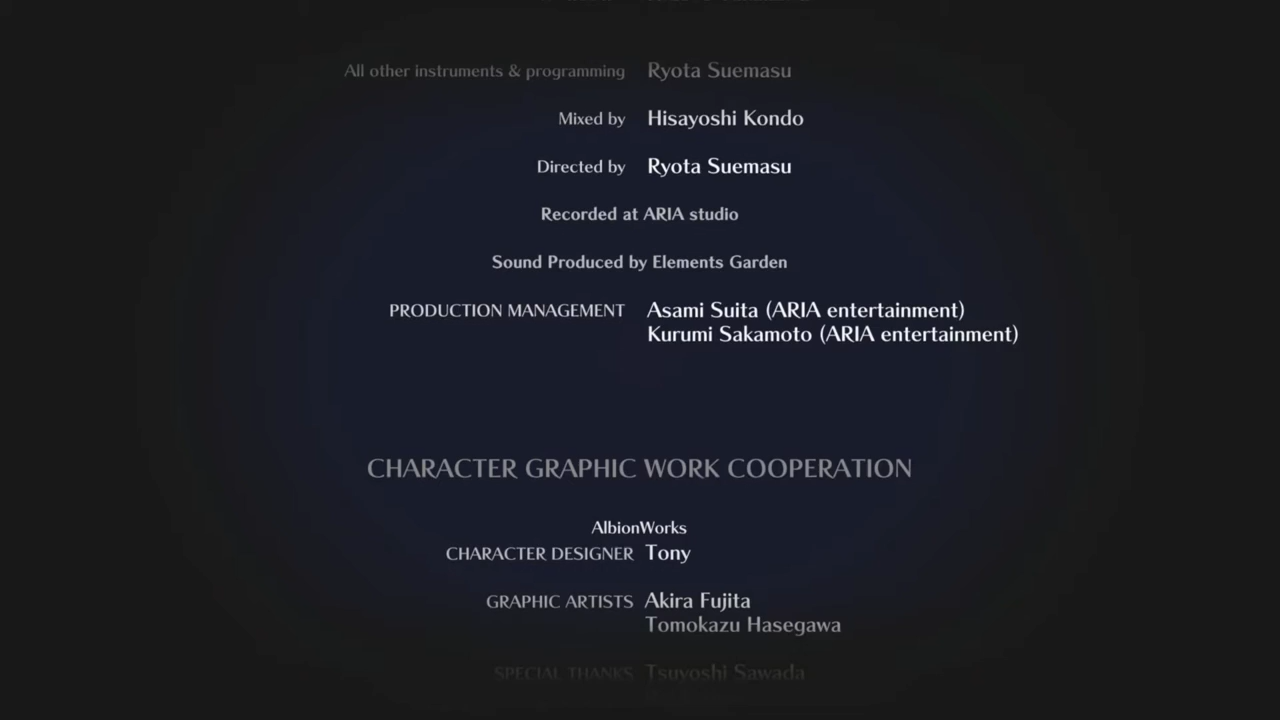 All other instruments & programming Ryota Suemasu
Mixed by Hisayoshi Kondo
Directed by Ryota Suemasu
Recorded at ARIA studio
Sound Produced by Elements Garden
PRODUCTION MANAGEMENT Asami Suita (ARIA entertainment)
Kurumi Sakamoto (ARIA entertainment)
CHARACTER GRAPHIC WORK COOPERATION
AlbionWorks
CHARACTER DESIGNER Tony
GRAPHIC ARTISTS Akira Fujita
Tomokazu Hasegawa
SPECIAL THANKS Tsuyoshi Sawada